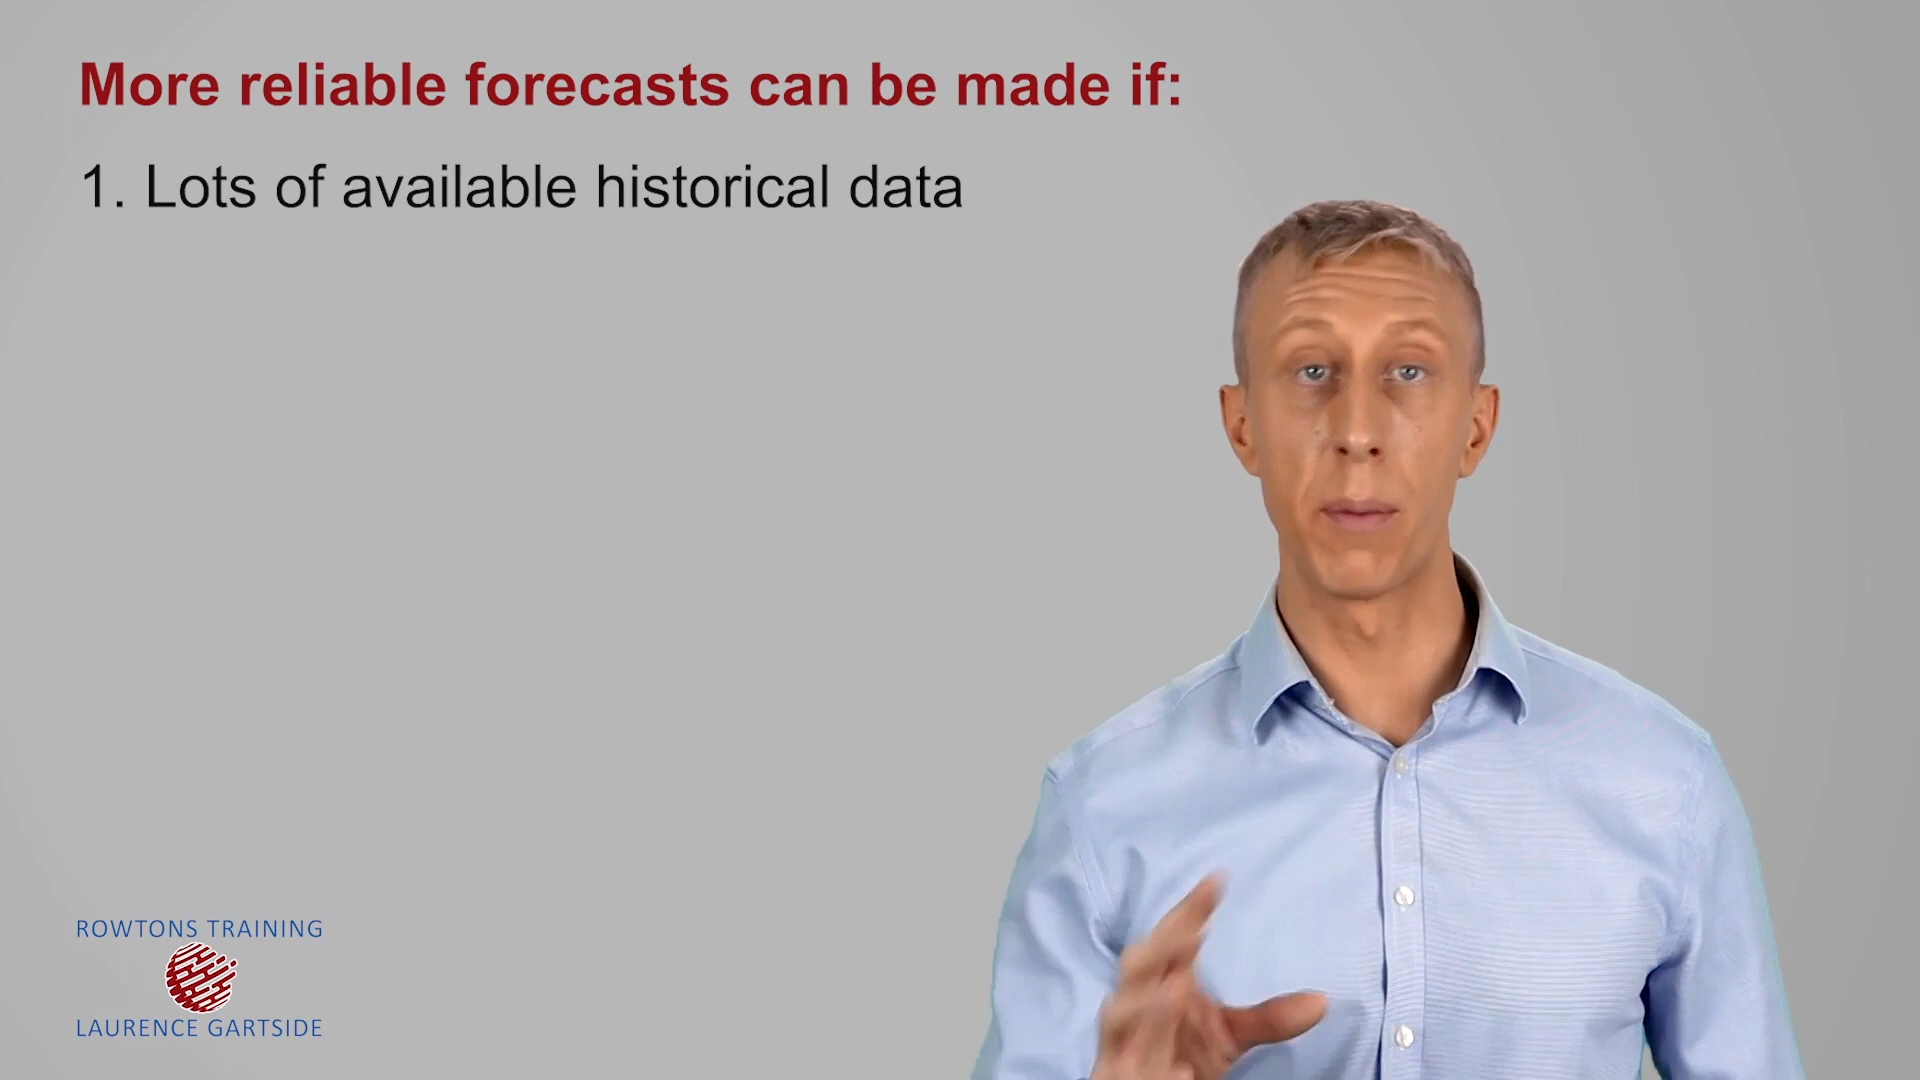 More reliable forecasts can be made if:
1. Lots of available historical data
ROWTONS TRAINING
LAURENCE GARTSIDE